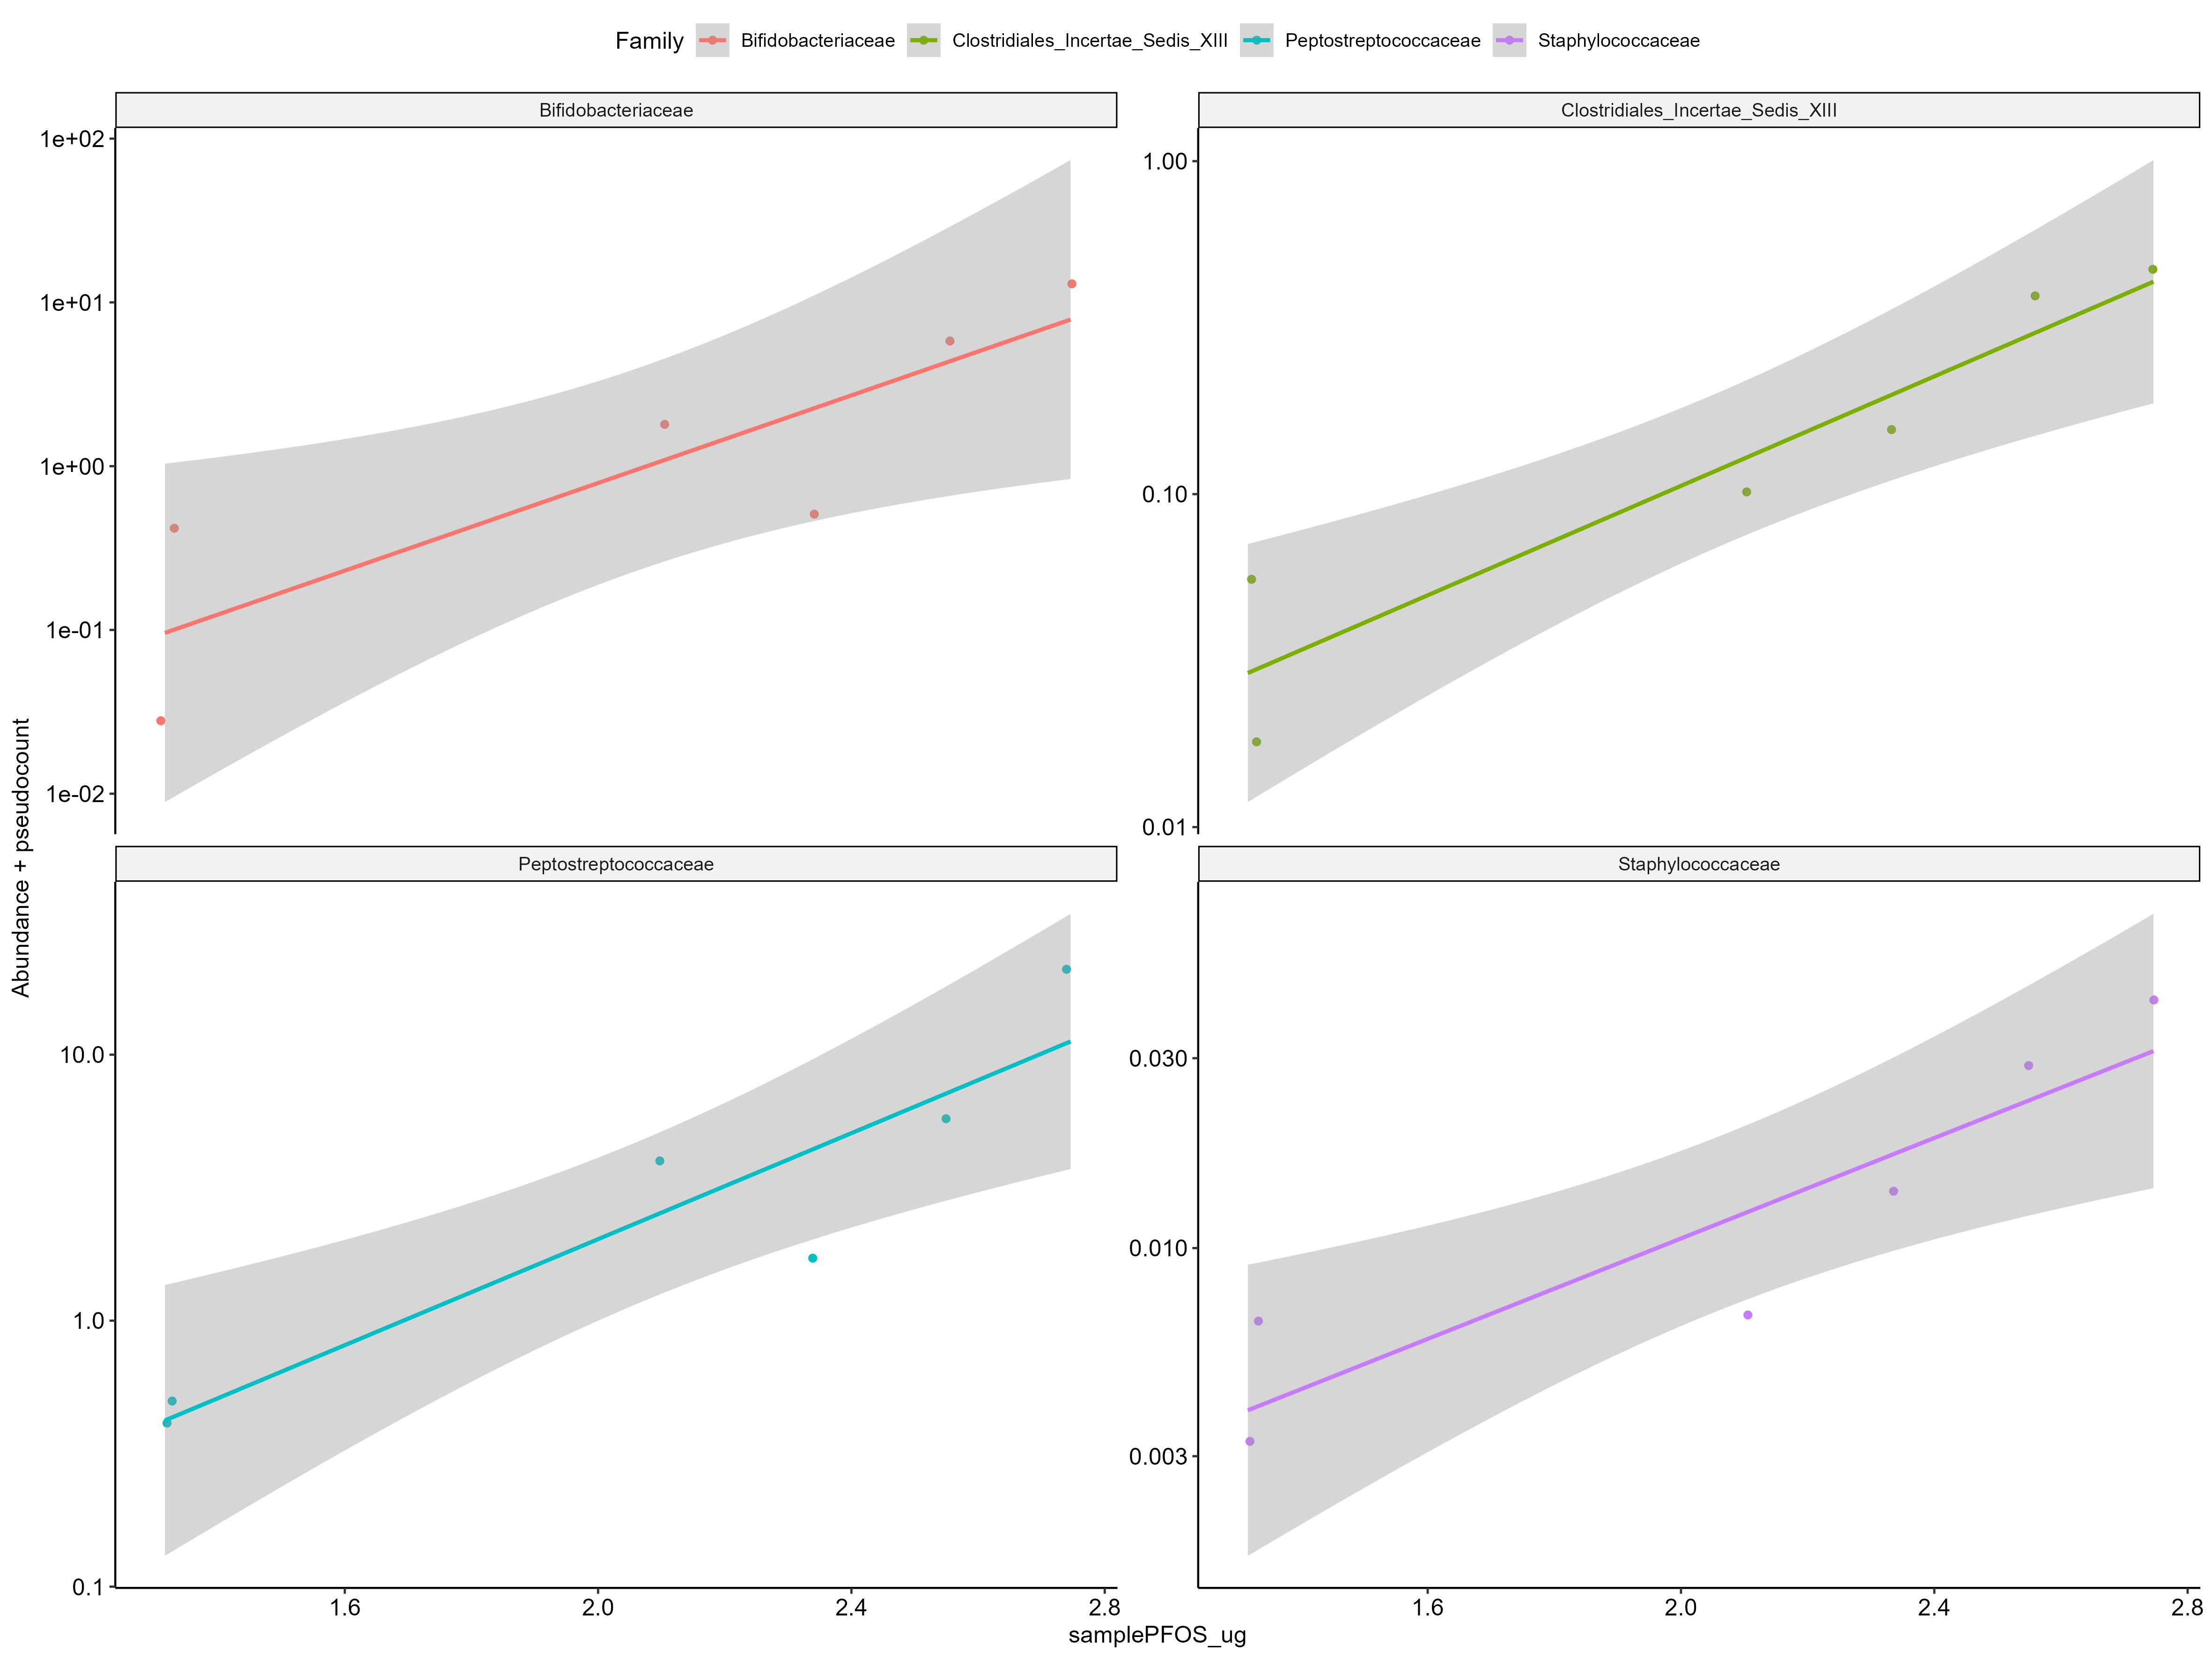 Family Bifidobacteriaceae Clostridiales_Incertae_Sedis_XIII Peptostreptococcaceae Staphylococcaceae
Bifidobacteriaceae
1e+02
1e+01
1e+00
1e-01
1e-02
Clostridiales_Incertae_Sedis_XIII
1.00
0.10
0.01
Abundance + pseudocount
Peptostreptococcaceae
10.0
1.0
0.1
1.6 2.0 2.4 2.8
Staphylococcaceae
0.030
0.010
0.003
1.6 2.0 2.4 2.8
samplePFOS_ug